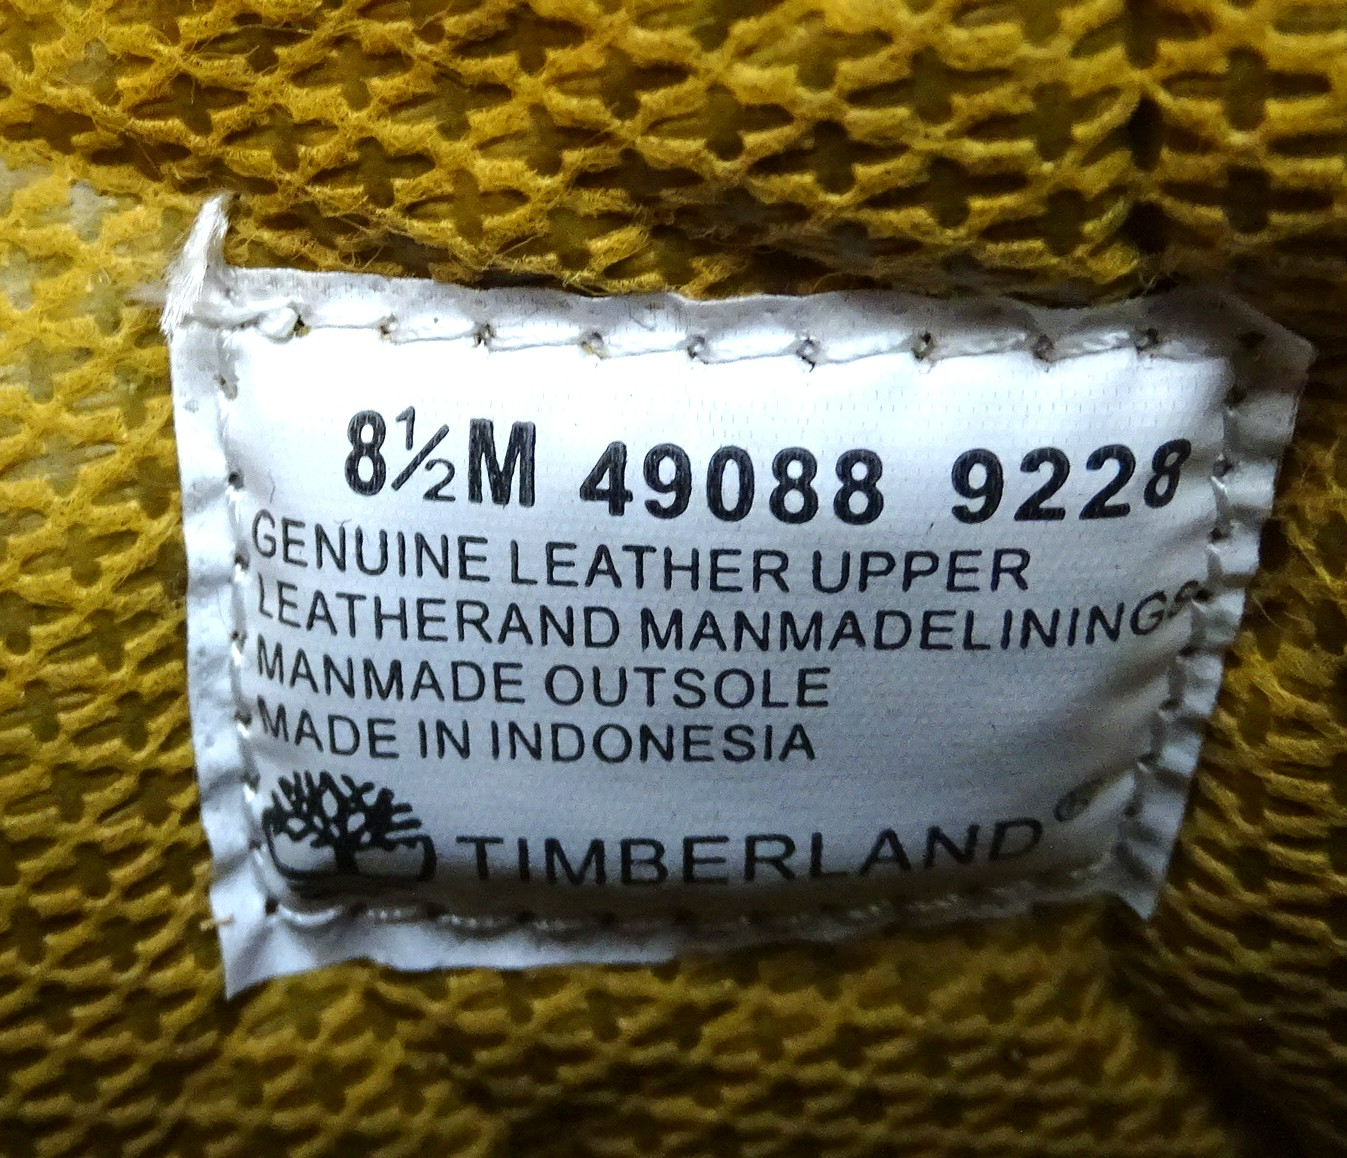 8½M 49088 9228
GENUINE LEATHER UPPER
LEATHERAND MANMADELININGS
MANMADE OUTSOLE
MADE IN INDONESIA
TIMBERLAND®